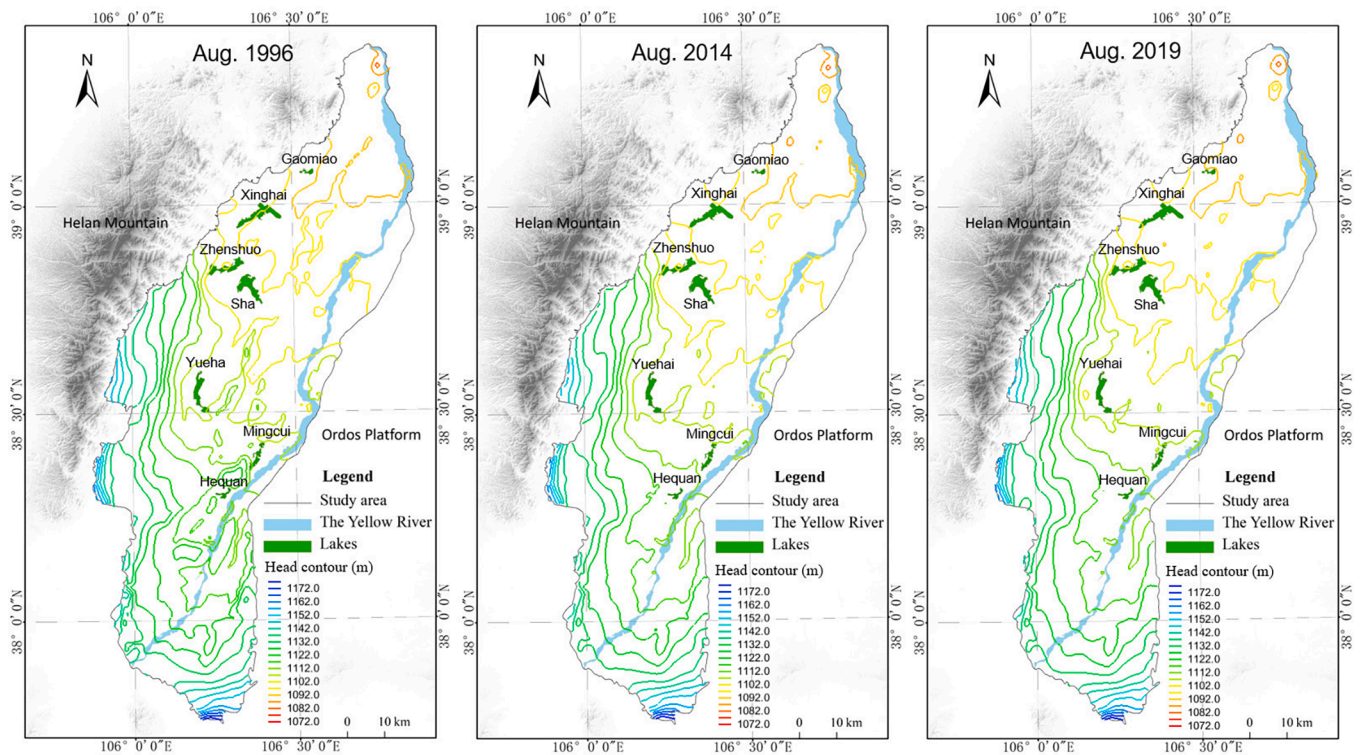 106° 0′ 0″E
106° 30′ 0″E
Aug. 1996
N
Gaomiao
Xinghai
39° 0′ 0″N
Helan Mountain
Zhenshuo
Sha
Yueha
38° 30′ 0″N
Mingcui
Ordos Platform
Hequan
Legend
Study area
The Yellow River
Lakes
Head contour (m)
1172.0
1162.0
1152.0
1142.0
1132.0
1122.0
1112.0
1102.0
1092.0
1082.0
1072.0
38° 0′ 0″N
0 10 km
106° 0′ 0″E
106° 30′ 0″E
106° 0′ 0″E
106° 30′ 0″E
Aug. 2014
N
Gaomiao
Xinghai
39° 0′ 0″N
Helan Mountain
Zhenshuo
Sha
Yuehai
38° 30′ 0″N
Mingcui
Ordos Platform
Hequan
Legend
Study area
The Yellow River
Lakes
Head contour (m)
1172.0
1162.0
1152.0
1142.0
1132.0
1122.0
1112.0
1102.0
1092.0
1082.0
1072.0
38° 0′ 0″N
0 10 km
106° 0′ 0″E
106° 30′ 0″E
106° 0′ 0″E
106° 30′ 0″E
Aug. 2019
N
Gaomiao
Xinghai
39° 0′ 0″N
Helan Mountain
Zhenshuo
Sha
Yuehai
38° 30′ 0″N
Mingcui
Ordos Platform
Hequan
Legend
Study area
The Yellow River
Lakes
Head contour (m)
1172.0
1162.0
1152.0
1142.0
1132.0
1122.0
1112.0
1102.0
1092.0
1082.0
1072.0
38° 0′ 0″N
0 10 km
106° 0′ 0″E
106° 30′ 0″E